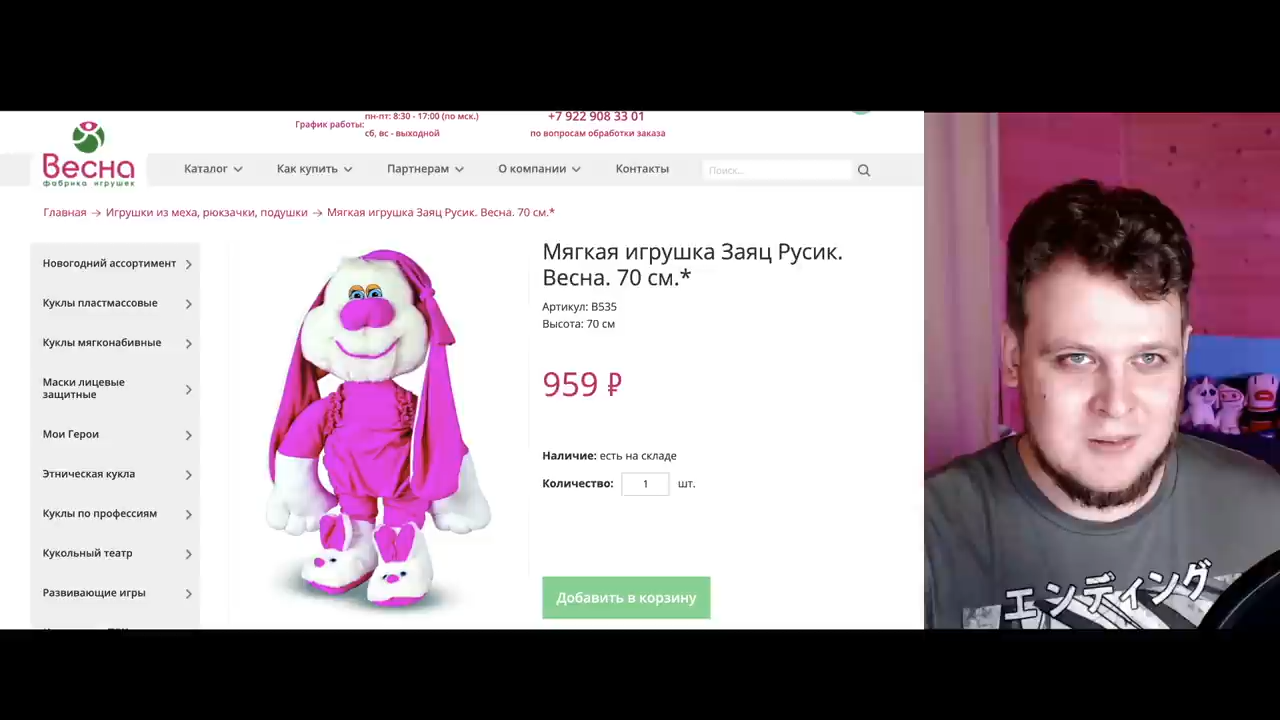 График работы:
пн-пт: 8:30 - 17:00 (по мск.)
сб, вс - выходной
+7 922 908 33 01
по вопросам обработки заказа
Весна
фабрика игрушек
Каталог
Как купить
Партнерам
О компании
Контакты
Поиск...
Главная → Игрушки из меха, рюкзачки, подушки → Мягкая игрушка Заяц Русик. Весна. 70 см.*
Новогодний ассортимент
Куклы пластмассовые
Куклы мягконабивные
Маски лицевые
защитные
Мои Герои
Этническая кукла
Куклы по профессиям
Кукольный театр
Развивающие игры
Мягкая игрушка Заяц Русик.
Весна. 70 см.*
Артикул: В535
Высота: 70 см
959 ₽
Наличие: есть на складе
Количество: 1 шт.
Добавить в корзину
エンディング